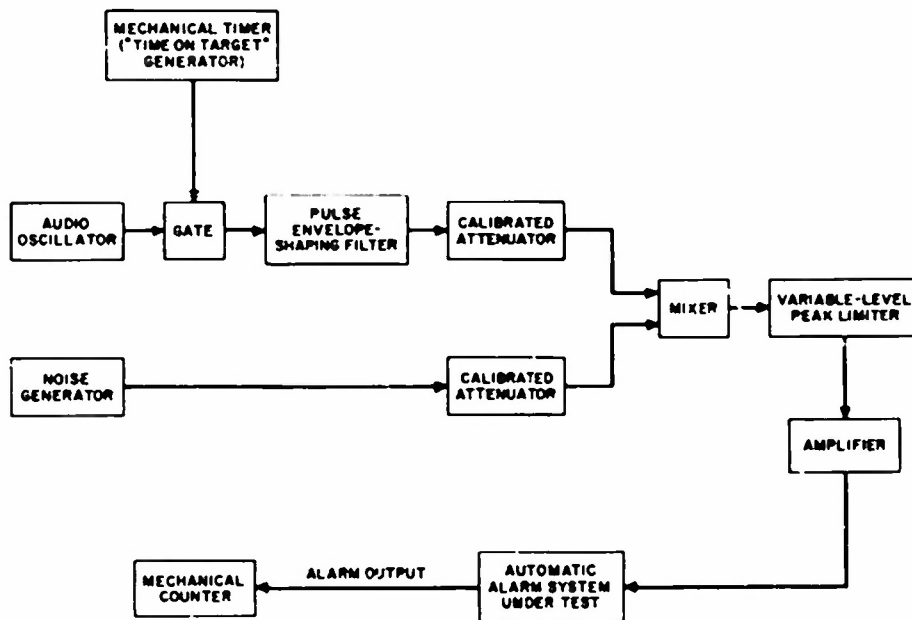 MECHANICAL TIMER
("TIME ON TARGET"
GENERATOR)
AUDIO
OSCILLATOR
GATE
PULSE
ENVELOPE-
SHAPING FILTER
CALIBRATED
ATTENUATOR
MIXER
VARIABLE-LEVEL
PEAK LIMITER
NOISE
GENERATOR
CALIBRATED
ATTENUATOR
AMPLIFIER
MECHANICAL
COUNTER
ALARM OUTPUT
AUTOMATIC
ALARM SYSTEM
UNDER TEST